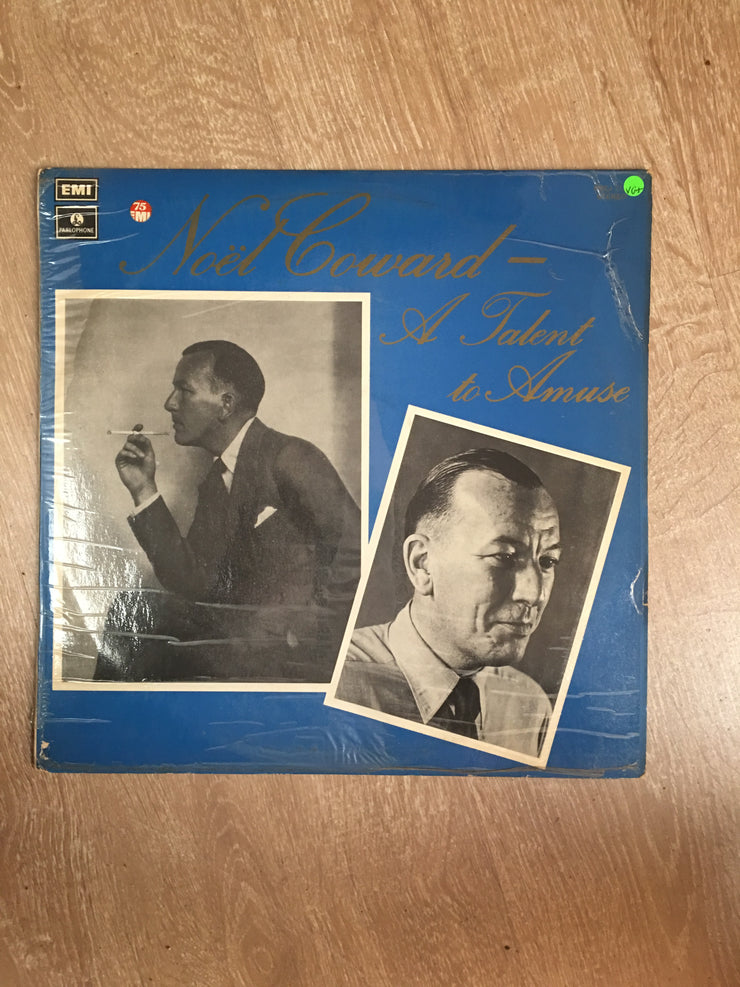 EMI
PARLOPHONE
75
EMI
VG+
Noël Coward –
A Talent
to Amuse